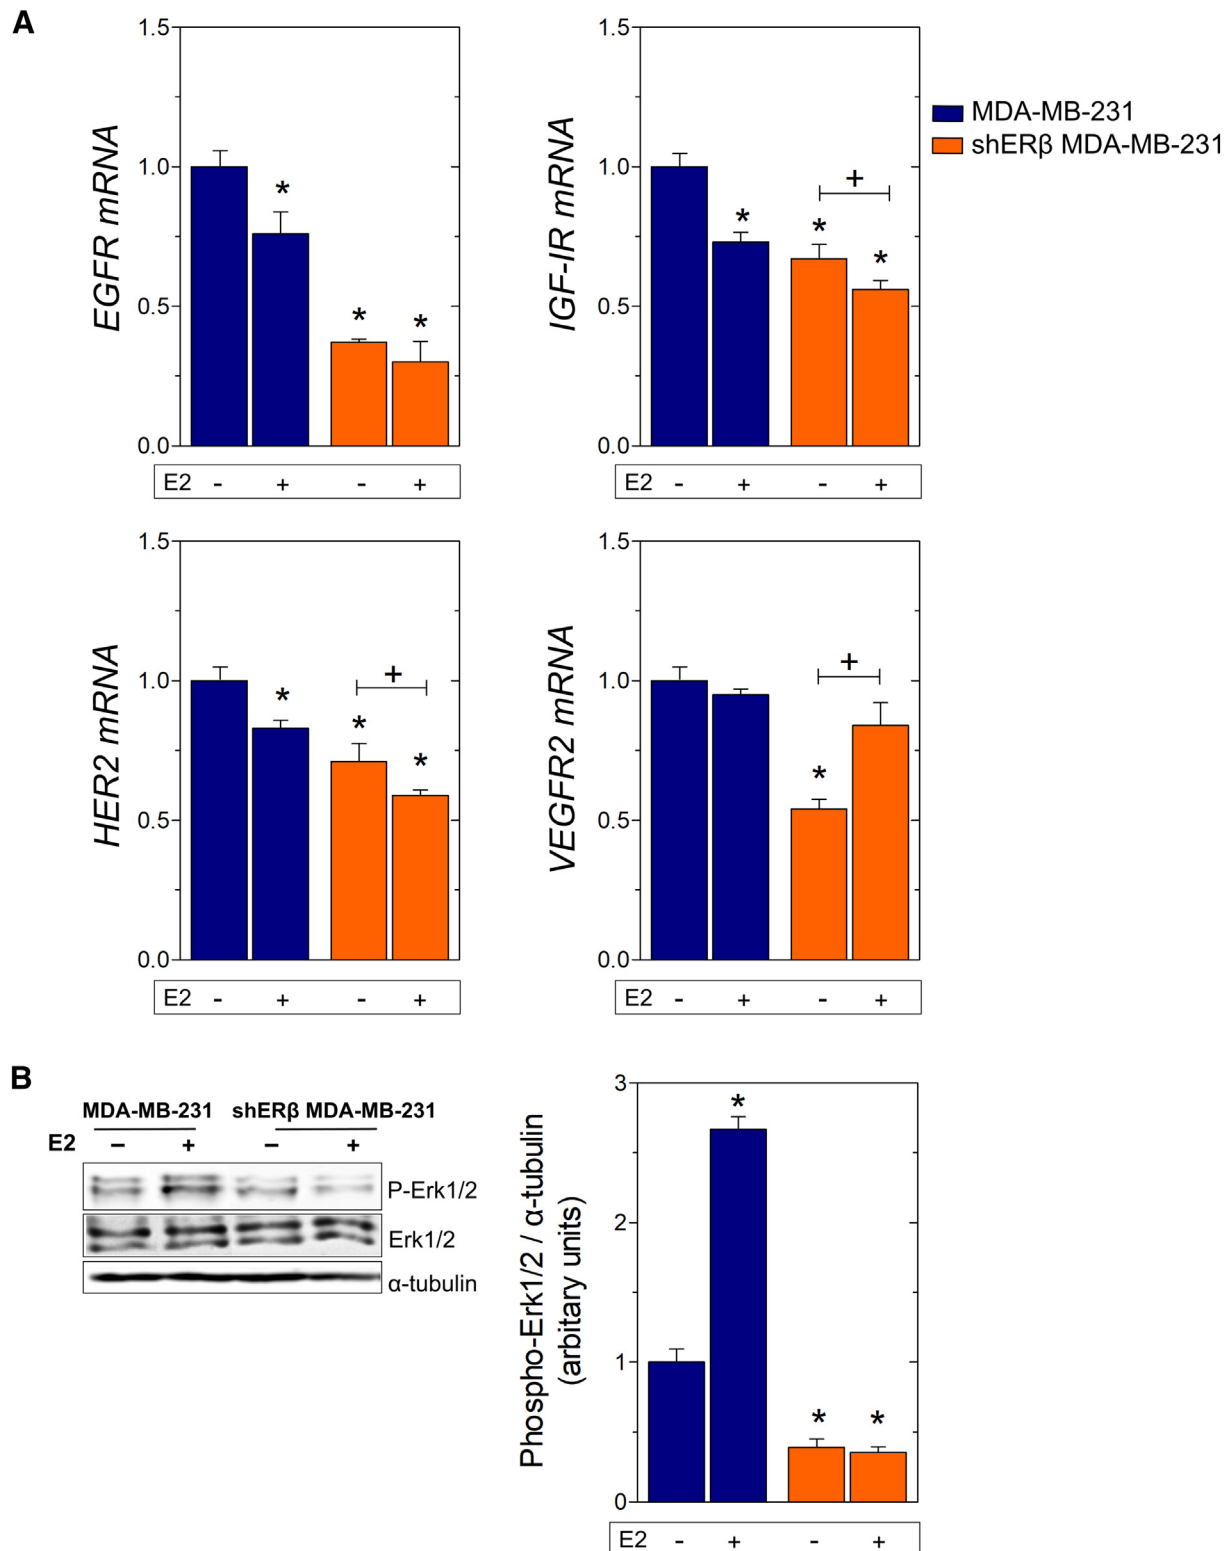 A
1.5
1.0
0.5
0.0
EGFR mRNA
*
*
*
E2 - + - +
1.5
1.0
0.5
0.0
IGF-IR mRNA
+
*
*
*
E2 - + - +
MDA-MB-231
shERβ MDA-MB-231
1.5
1.0
0.5
0.0
HER2 mRNA
+
*
*
*
E2 - + - +
1.5
1.0
0.5
0.0
VEGFR2 mRNA
+
*
E2 - + - +
B
MDA-MB-231 shERβ MDA-MB-231
E2 – + – +
P-Erk1/2
Erk1/2
α-tubulin
3
2
1
0
Phospho-Erk1/2 / α-tubulin
(arbitary units)
*
*
*
E2 - + - +